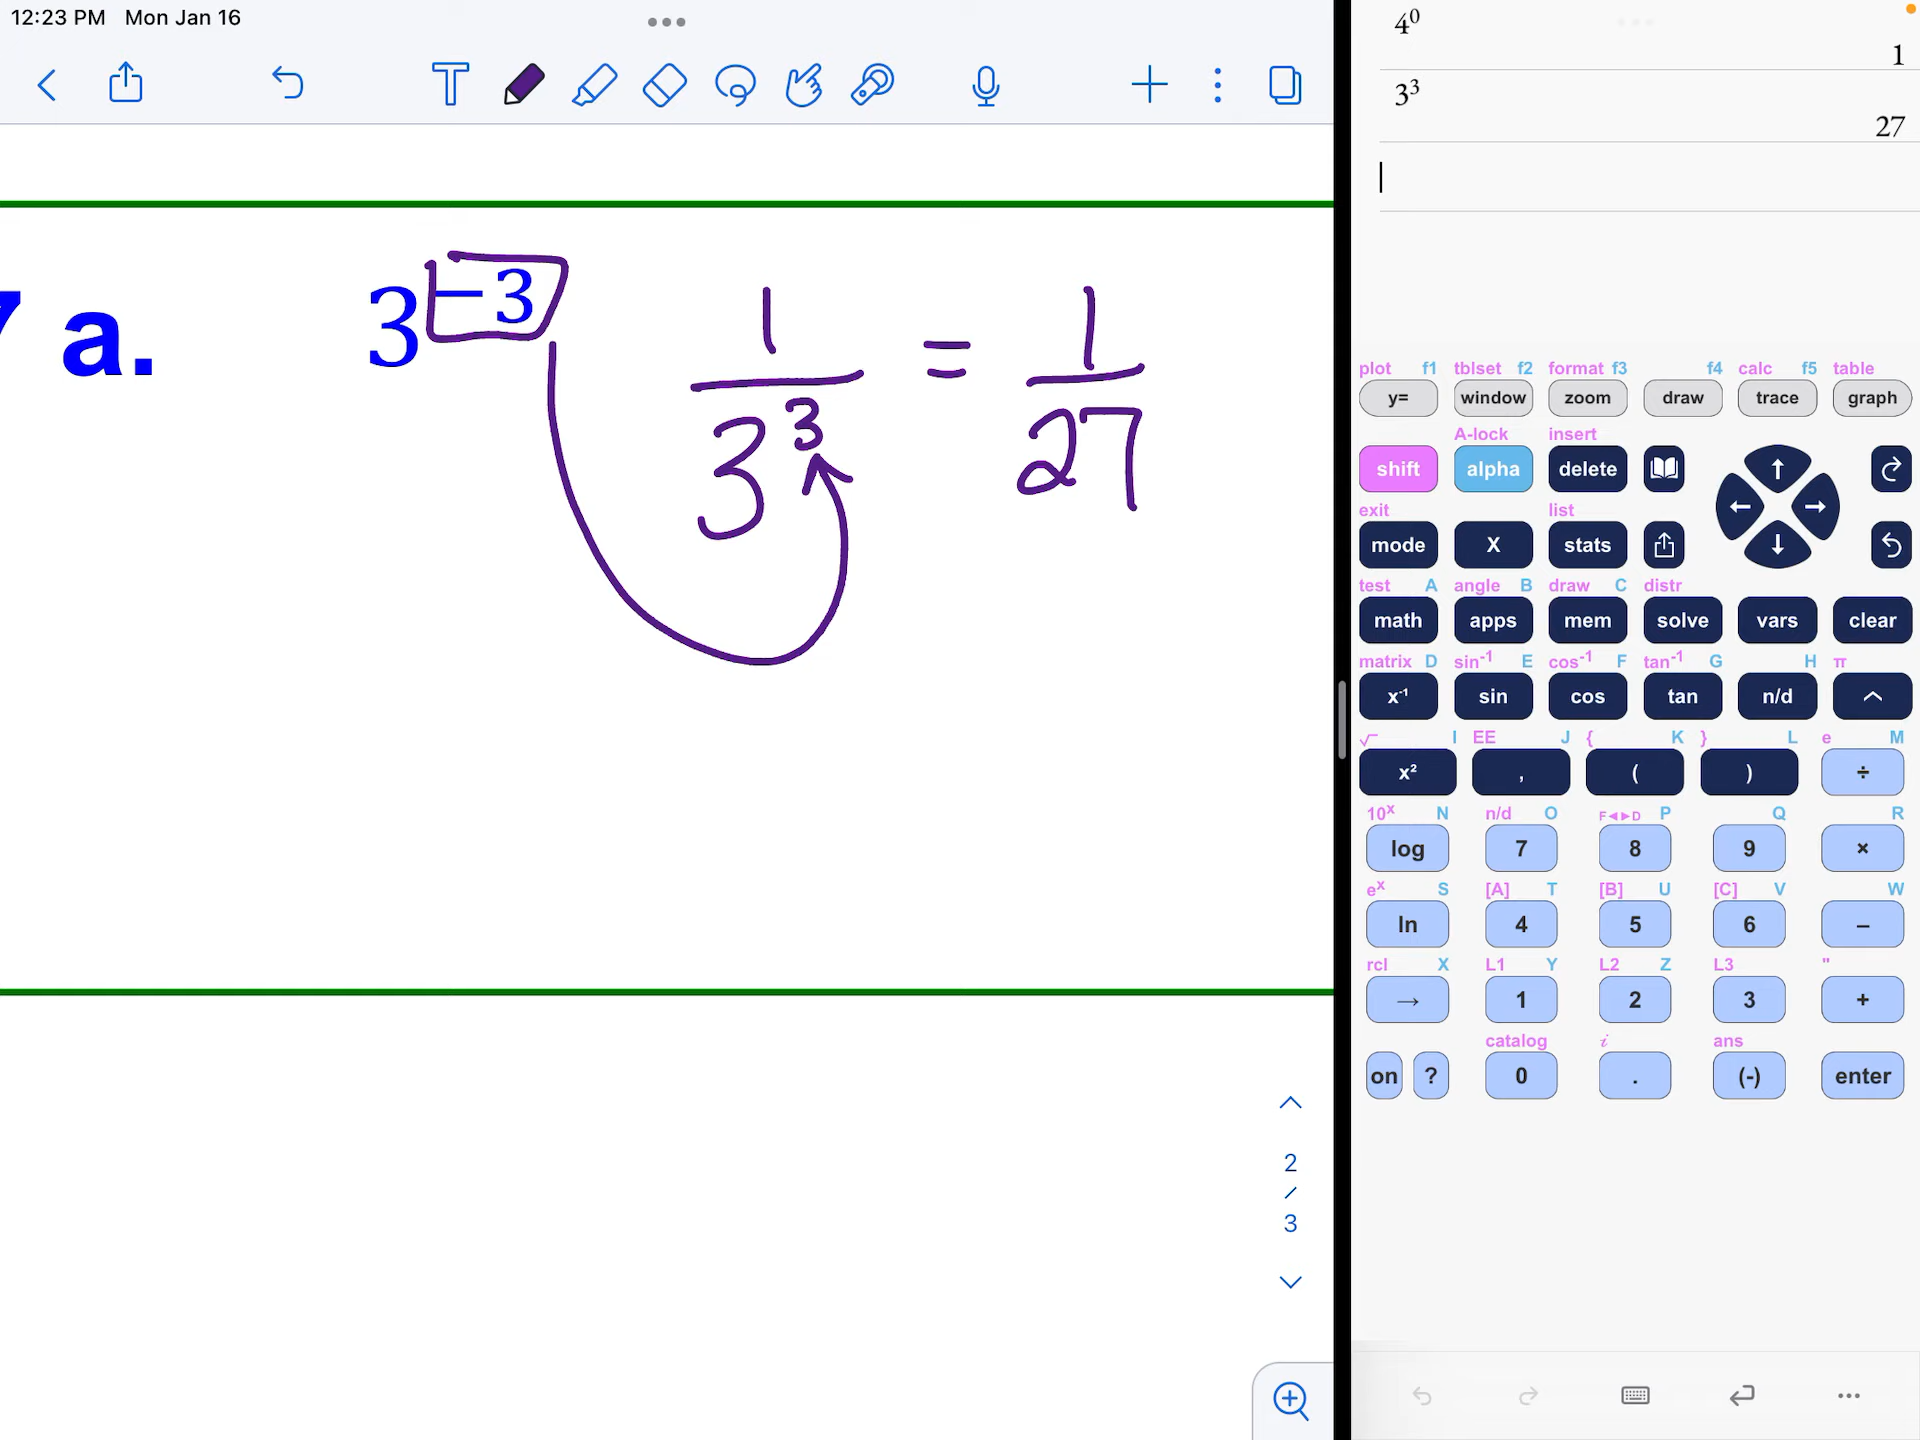 12:23 PM Mon Jan 16
7 a. 3^{-3} \frac{1}{3^3} = \frac{1}{27}
2
/
3
4^0
1
3^3
27
plot f1 tblset f2 format f3 f4 calc f5 table
y= window zoom draw trace graph
A-lock insert
shift alpha delete
exit list
mode X stats
test A angle B draw C distr
math apps mem solve vars clear
matrix D sin^{-1} E cos^{-1} F tan^{-1} G H π
x^{-1} sin cos tan n/d ^
√ I EE J { K } L e M
x² , ( ) ÷
10^x N n/d O F◄►D P Q R
log 7 8 9 ×
e^x S [A] T [B] U [C] V W
ln 4 5 6 −
rcl X L1 Y L2 Z L3 "
→ 1 2 3 +
catalog i ans
on ? 0 . (-) enter